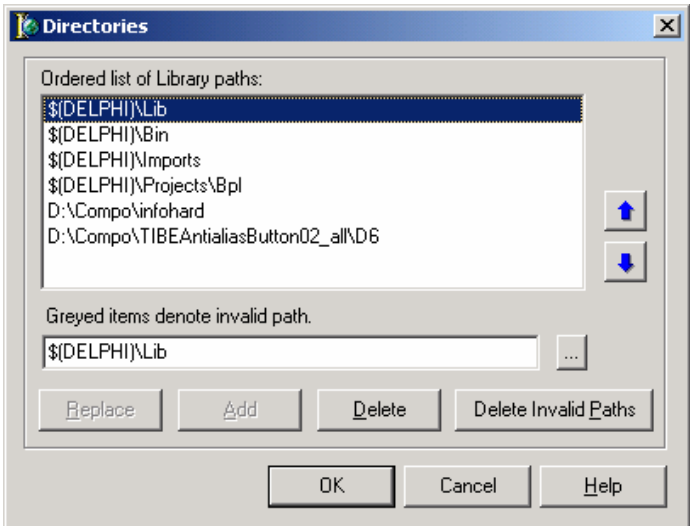 Directories
Ordered list of Library paths:
$(DELPHI)\Lib
$(DELPHI)\Bin
$(DELPHI)\Imports
$(DELPHI)\Projects\Bpl
D:\Compo\infohard
D:\Compo\TIBEAntialiasButton02_all\D6
Greyed items denote invalid path.
$(DELPHI)\Lib
...
Replace Add Delete Delete Invalid Paths
OK Cancel Help